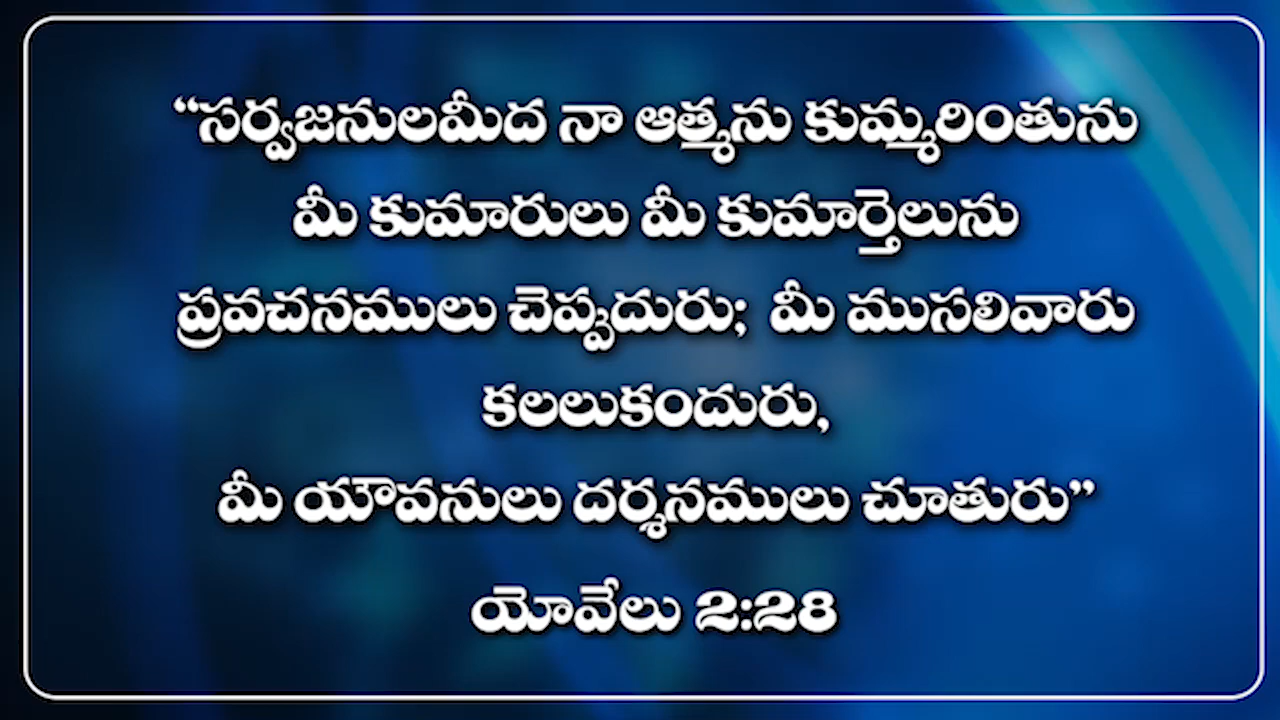 “సర్వజనులమీద నా ఆత్మను కుమ్మరింతును
మీ కుమారులు మీ కుమార్తెలును
ప్రవచనములు చెప్పుదురు; మీ ముసలివారు
కలలుకందురు,
మీ యౌవనులు దర్శనములు చూతురు”
యోవేలు 2:28